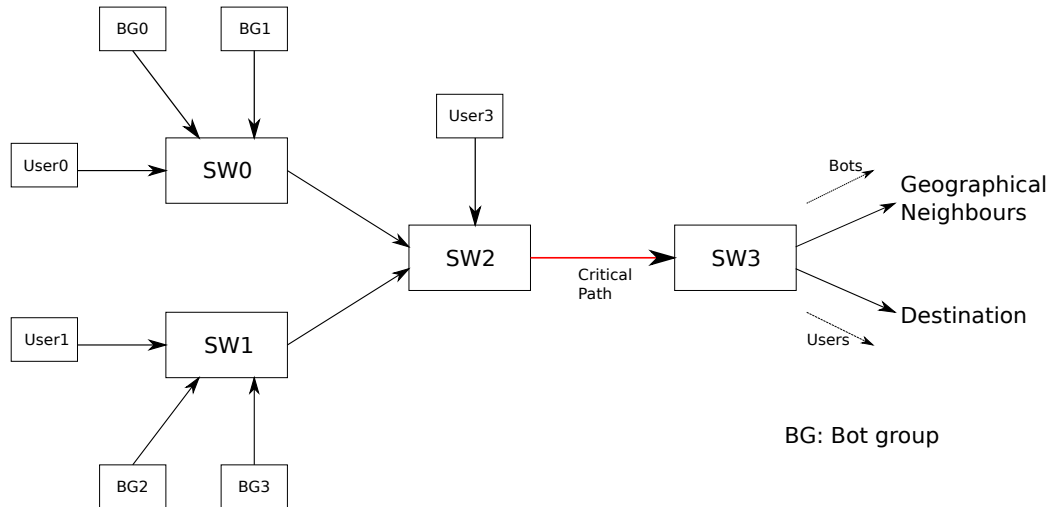 BG0
BG1
User3
User0
SW0
Bots
Geographical
Neighbours
SW2
Critical
Path
SW3
Destination
User1
SW1
Users
BG: Bot group
BG2
BG3